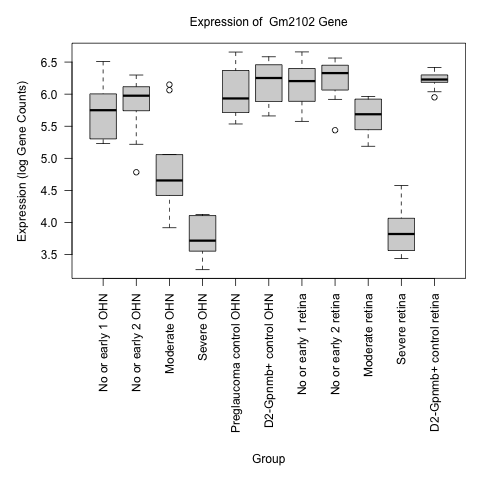 Expression of  Gm2102 Gene
Expression (log Gene Counts)
6.5
6.0
5.5
5.0
4.5
4.0
3.5
No or early 1 OHN
No or early 2 OHN
Moderate OHN
Severe OHN
Preglaucoma control OHN
D2-Gpnmb+ control OHN
No or early 1 retina
No or early 2 retina
Moderate retina
Severe retina
D2-Gpnmb+ control retina
Group